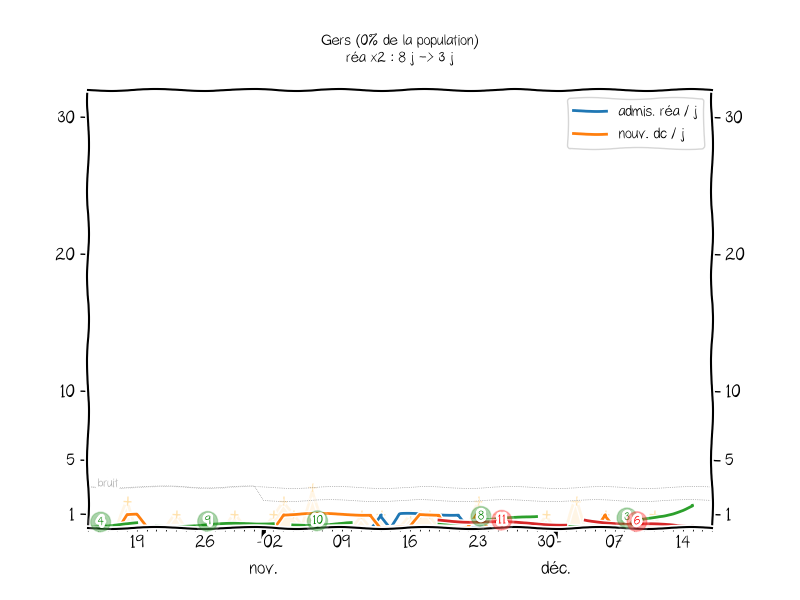 Gers (0% de la population)
réa x2 : 8 j -> 3 j
admis. réa / j
nouv. dc / j
30 30
20 20
10 10
5 5
bruit
1 1
4 9 10 8 11 3 6
19 26 02 09 16 23 30 07 14
nov. déc.